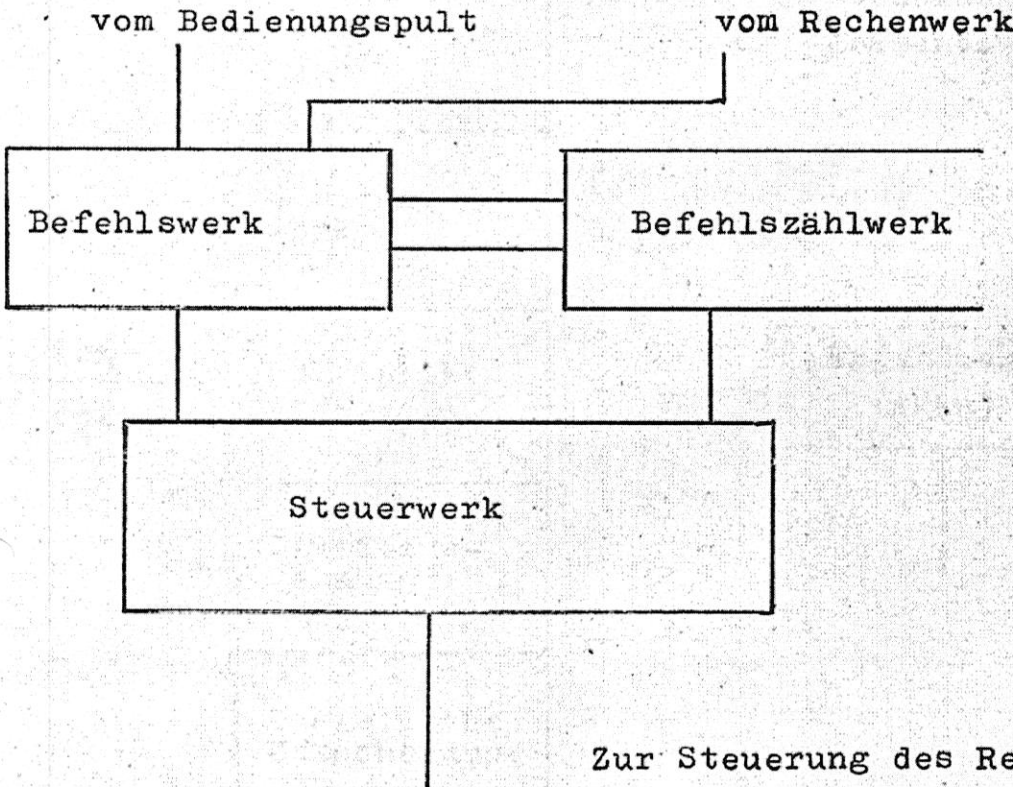 vom Bedienungspult vom Rechenwerk
Befehlswerk Befehlszählwerk
Steuerwerk
Zur Steuerung des Re